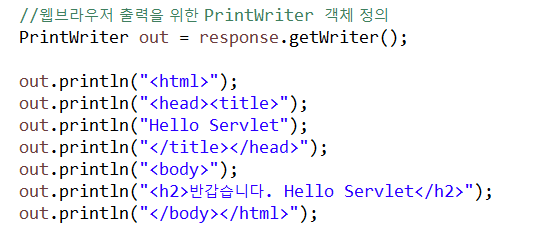 //웹브라우저 출력을 위한 PrintWriter 객체 정의
PrintWriter out = response.getWriter();
out.println("<html>");
out.println("<head><title>");
out.println("Hello Servlet");
out.println("</title></head>");
out.println("<body>");
out.println("<h2>반갑습니다. Hello Servlet</h2>");
out.println("</body></html>");